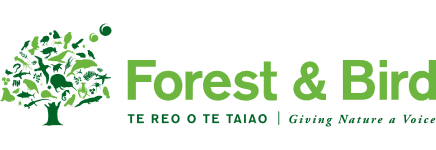 Forest & Bird
TE REO O TE TAIAO | Giving Nature a Voice